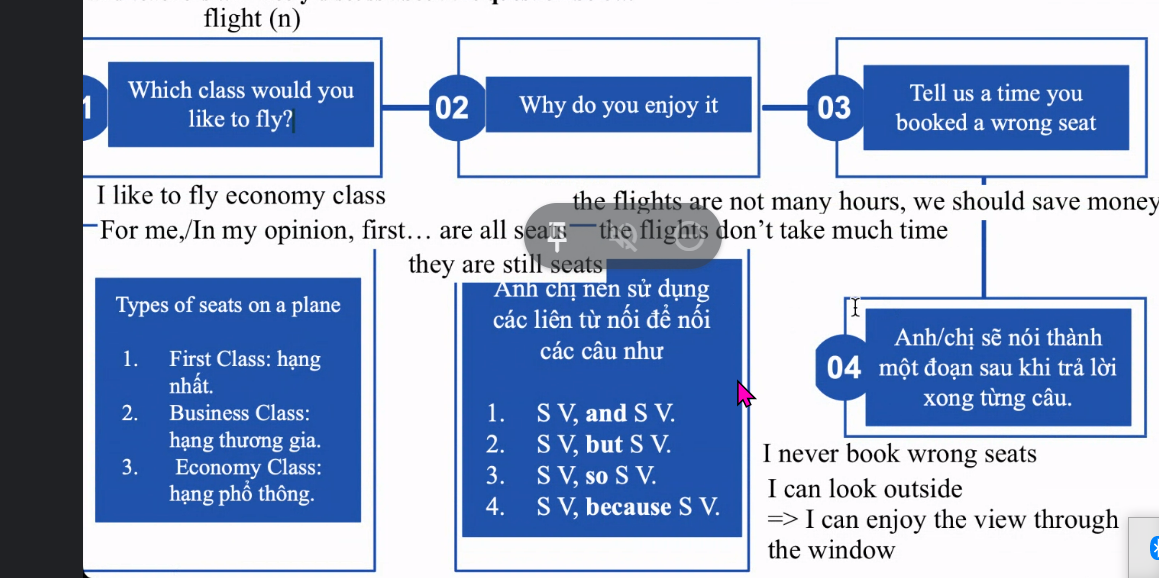 flight (n)
1
Which class would you
like to fly?
02
Why do you enjoy it
03
Tell us a time you
booked a wrong seat
I like to fly economy class
the flights are not many hours, we should save money
For me,/In my opinion, first… are all seats
the flights don’t take much time
they are still seats
Types of seats on a plane
1. First Class: hạng
nhất.
2. Business Class:
hạng thương gia.
3. Economy Class:
hạng phổ thông.
Anh chị nên sử dụng
các liên từ nối để nối
các câu như
1. S V, and S V.
2. S V, but S V.
3. S V, so S V.
4. S V, because S V.
04
Anh/chị sẽ nói thành
một đoạn sau khi trả lời
xong từng câu.
I never book wrong seats
I can look outside
=> I can enjoy the view through
the window